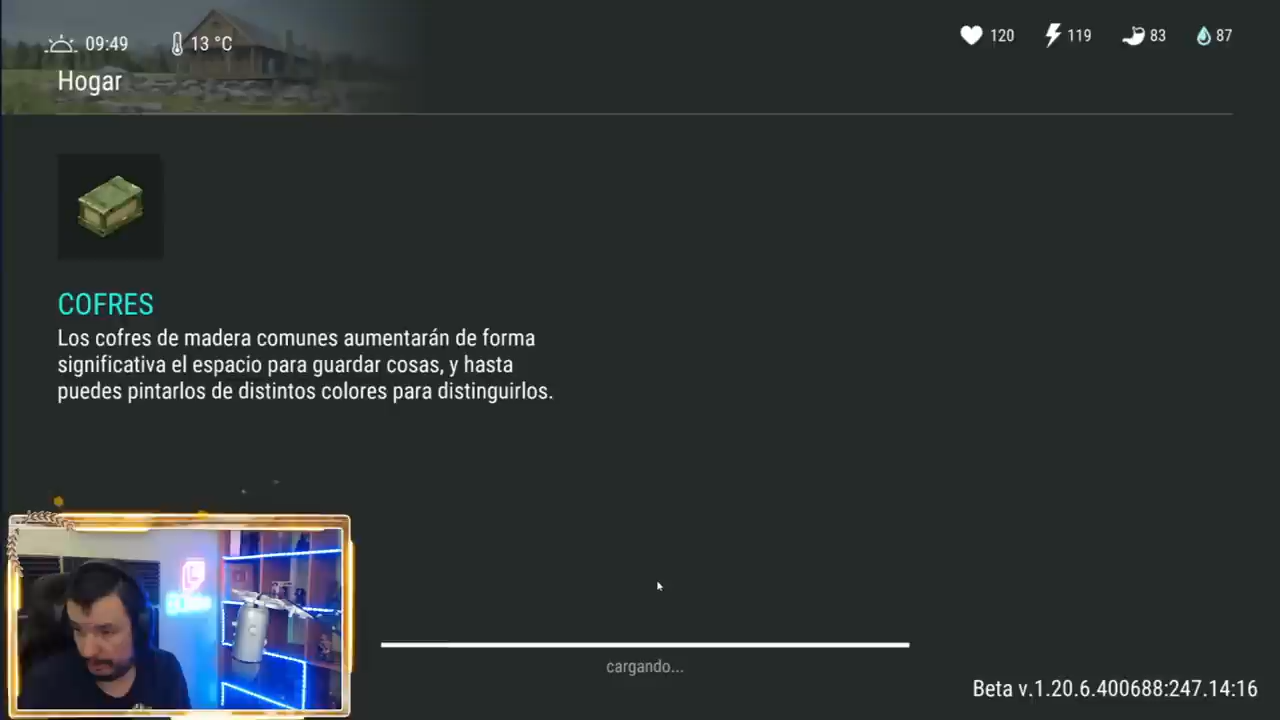 09:49
13 °C
120
119
83
87
Hogar
COFRES
Los cofres de madera comunes aumentarán de forma
significativa el espacio para guardar cosas, y hasta
puedes pintarlos de distintos colores para distinguirlos.
cargando...
Beta v.1.20.6.400688:247.14:16